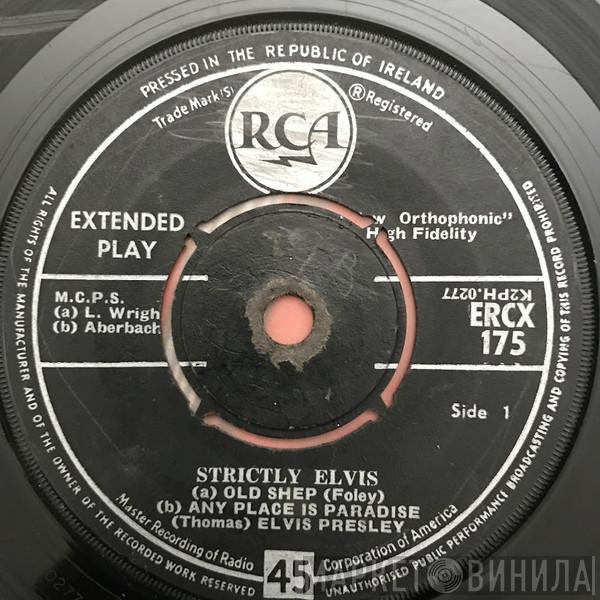 PRESSED IN THE REPUBLIC OF IRELAND
Trade Mark(S)
RCA
®Registered
EXTENDED
PLAY
Orthophonic"
High Fidelity
M.C.P.S.
(a) L. Wrigh
(b) Aberbach
K2PH.0277
ERCX
175
Side 1
STRICTLY ELVIS
(a) OLD SHEP (Foley)
(b) ANY PLACE IS PARADISE
(Thomas) ELVIS PRESLEY
Master Recording of Radio Corporation of America
45
ALL RIGHTS OF THE MANUFACTURER AND OF THE OWNER OF THE RECORDED WORK RESERVED
UNAUTHORISED PUBLIC PERFORMANCE BROADCASTING AND COPYING OF THIS RECORD PROHIBITED
МАРКЕТ ВИНИЛА